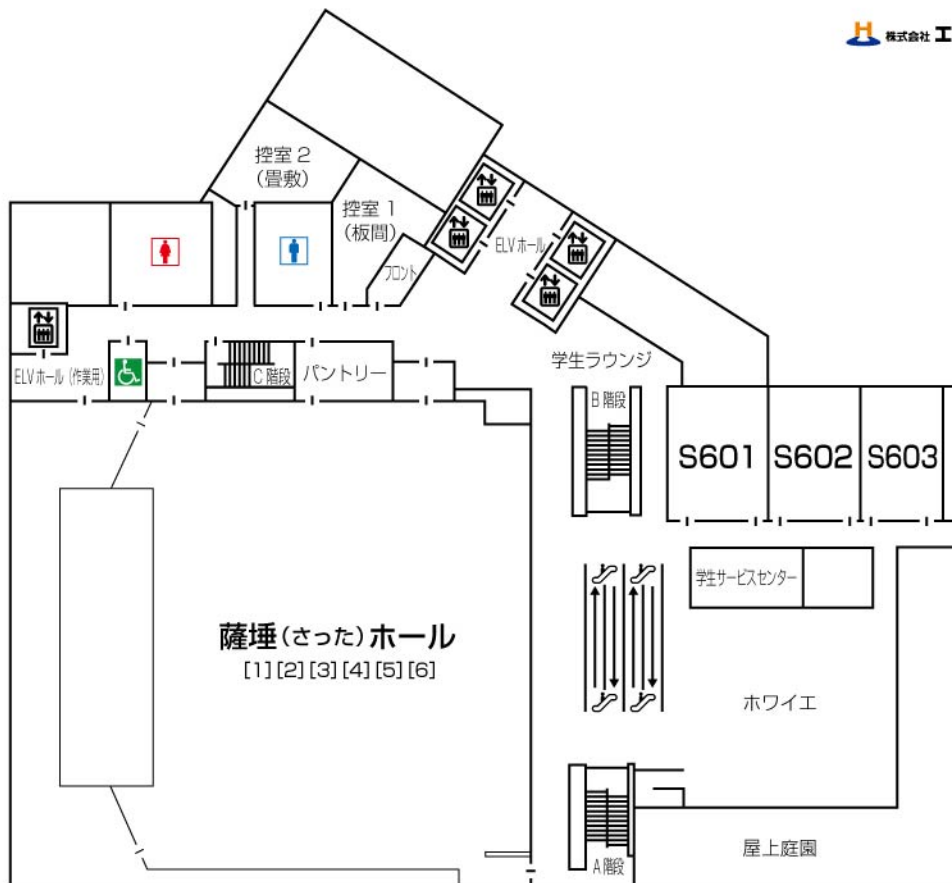 株式会社 エ
控室 2
(畳敷)
控室 1
(板間)
フロント
ELV ホール
ELV ホール (作業用)
C 階段
パントリー
学生ラウンジ
B 階段
S601
S602
S603
学生サービスセンター
薩埵(さった)ホール
[1] [2] [3] [4] [5] [6]
ホワイエ
A 階段
屋上庭園